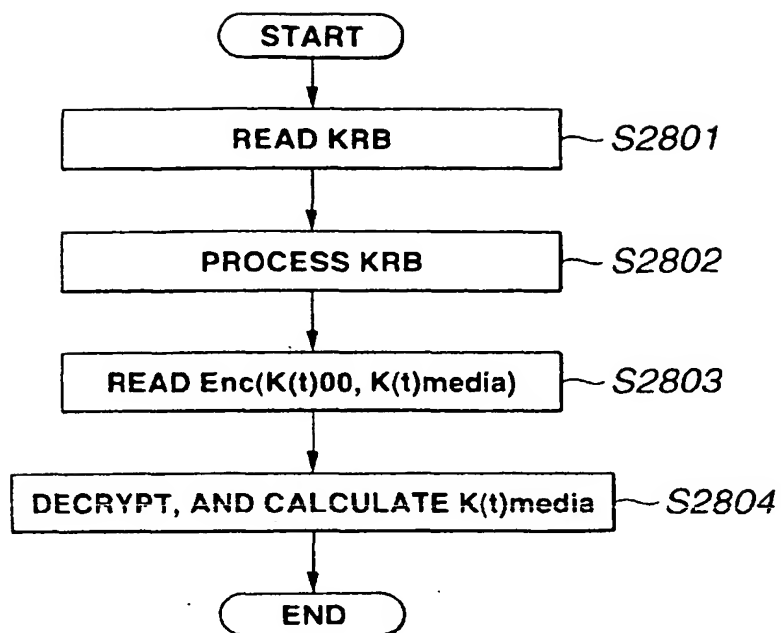 START
READ KRB
S2801
PROCESS KRB
S2802
READ Enc(K(t)00, K(t)media)
S2803
DECRYPT, AND CALCULATE K(t)media
S2804
END